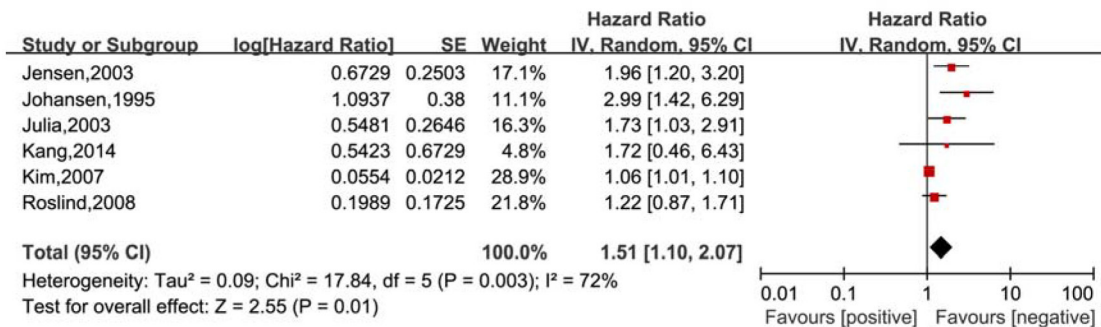 Hazard Ratio Hazard Ratio
Study or Subgroup log[Hazard Ratio] SE Weight IV, Random, 95% CI IV, Random, 95% CI
Jensen,2003 0.6729 0.2503 17.1% 1.96 [1.20, 3.20]
Johansen,1995 1.0937 0.38 11.1% 2.99 [1.42, 6.29]
Julia,2003 0.5481 0.2646 16.3% 1.73 [1.03, 2.91]
Kang,2014 0.5423 0.6729 4.8% 1.72 [0.46, 6.43]
Kim,2007 0.0554 0.0212 28.9% 1.06 [1.01, 1.10]
Roslind,2008 0.1989 0.1725 21.8% 1.22 [0.87, 1.71]
Total (95% CI) 100.0% 1.51 [1.10, 2.07]
Heterogeneity: Tau² = 0.09; Chi² = 17.84, df = 5 (P = 0.003); I² = 72%
Test for overall effect: Z = 2.55 (P = 0.01)
0.01 0.1 1 10 100
Favours [positive] Favours [negative]